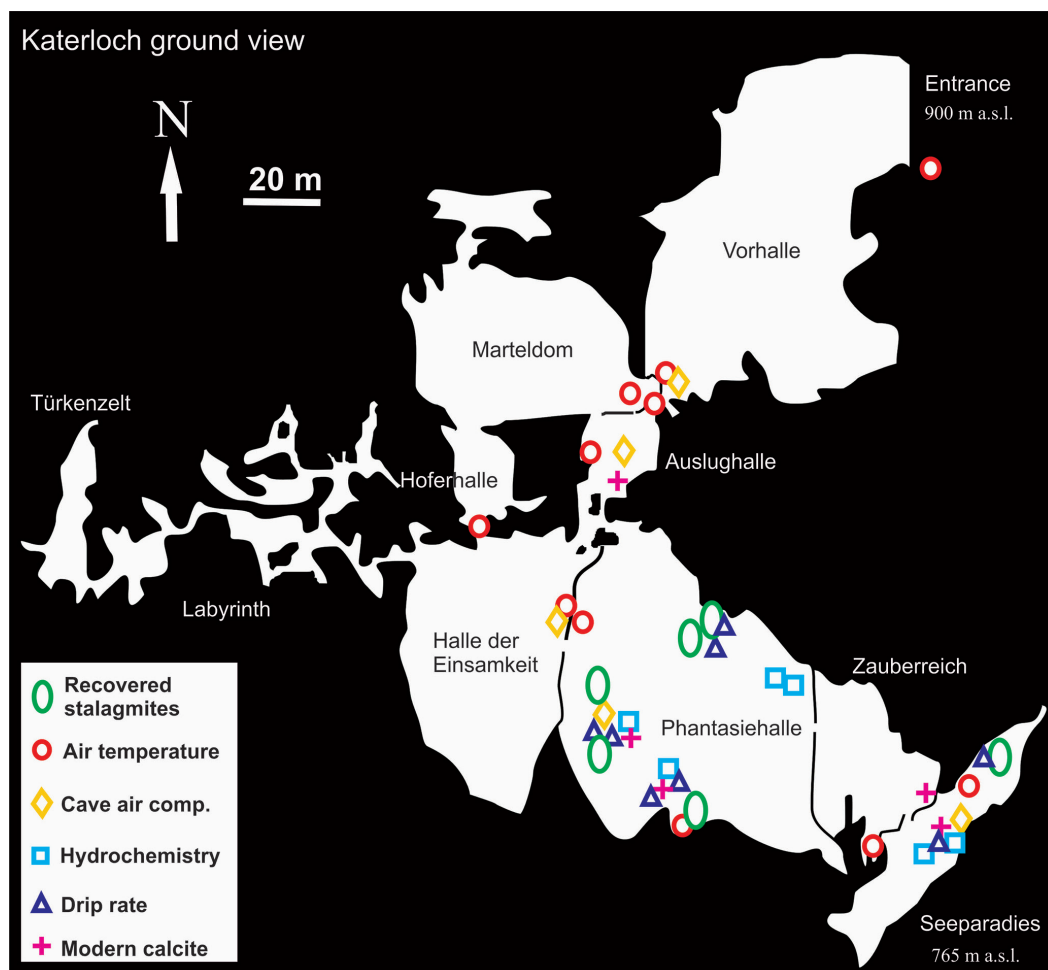 Katerloch ground view
Entrance
900 m a.s.l.
N
20 m
Vorhalle
Marteldom
Türkenzelt
Hoferhalle
Auslughalle
Labyrinth
Halle der
Einsamkeit
Zauberreich
Phantasiehalle
Recovered
stalagmites
Air temperature
Cave air comp.
Hydrochemistry
Drip rate
Modern calcite
Seeparadies
765 m a.s.l.